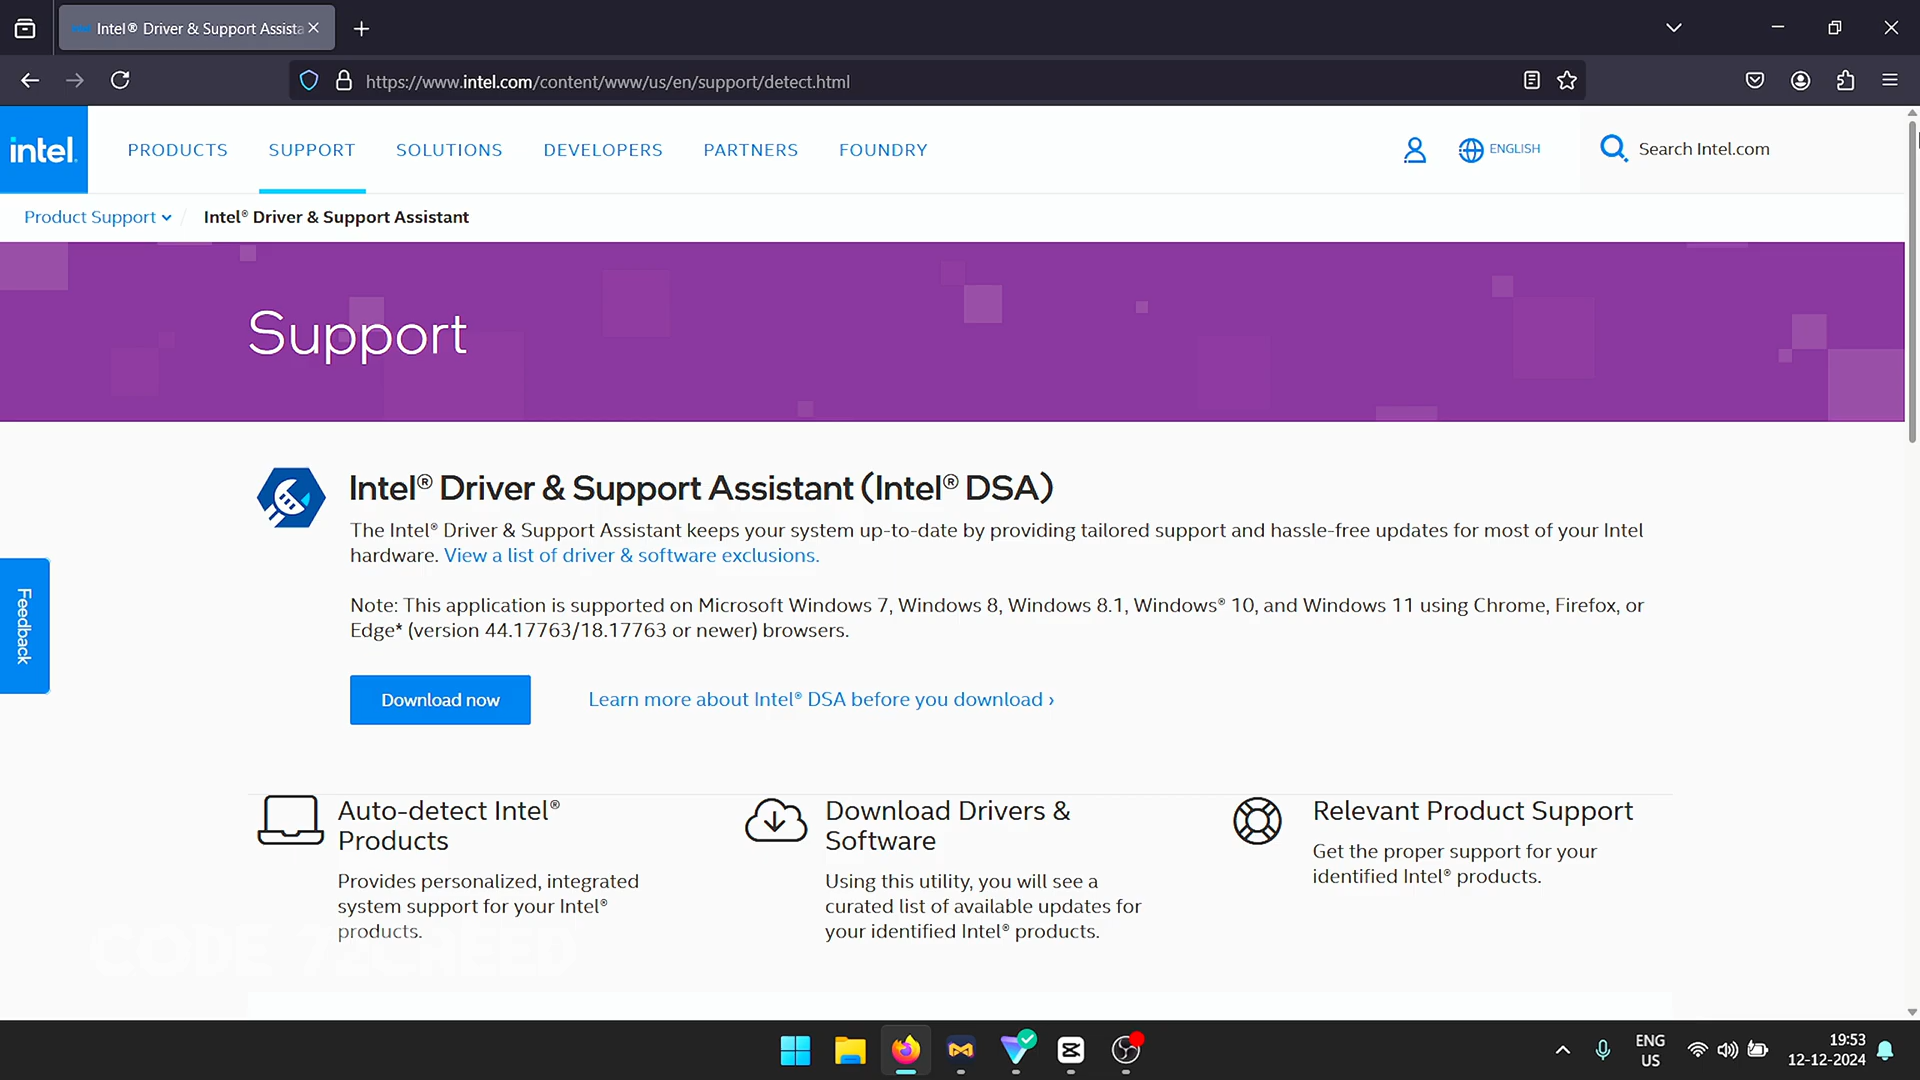 Intel® Driver & Support Assista
https://www.intel.com/content/www/us/en/support/detect.html
intel.
PRODUCTS
SUPPORT
SOLUTIONS
DEVELOPERS
PARTNERS
FOUNDRY
ENGLISH
Search Intel.com
Product Support
Intel® Driver & Support Assistant
Support
Intel® Driver & Support Assistant (Intel® DSA)
The Intel® Driver & Support Assistant keeps your system up-to-date by providing tailored support and hassle-free updates for most of your Intel
hardware. View a list of driver & software exclusions.
Note: This application is supported on Microsoft Windows 7, Windows 8, Windows 8.1, Windows® 10, and Windows 11 using Chrome, Firefox, or
Edge* (version 44.17763/18.17763 or newer) browsers.
Feedback
Download now
Learn more about Intel® DSA before you download ›
Auto-detect Intel®
Products
Provides personalized, integrated
system support for your Intel®
products.
Download Drivers &
Software
Using this utility, you will see a
curated list of available updates for
your identified Intel® products.
Relevant Product Support
Get the proper support for your
identified Intel® products.
CODE 72CREED
ENG
US
19:53
12-12-2024